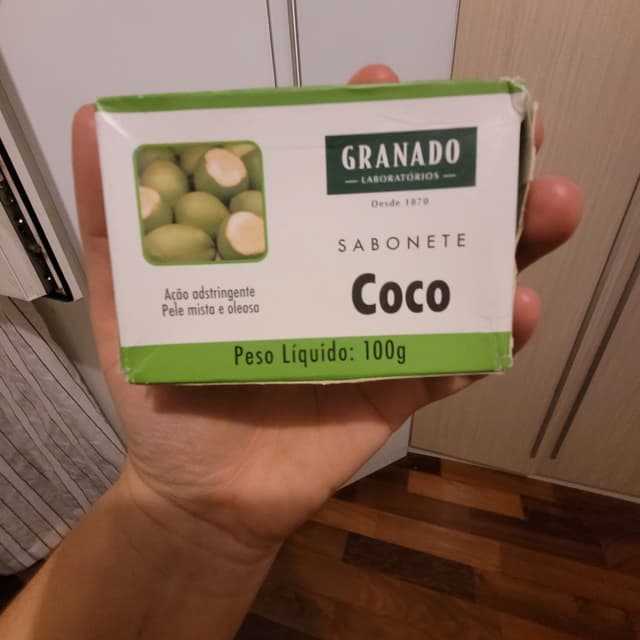 GRANADO
LABORATÓRIOS
Desde 1870
SABONETE
Coco
Ação adstringente
Pele mista e oleosa
Peso Líquido: 100g